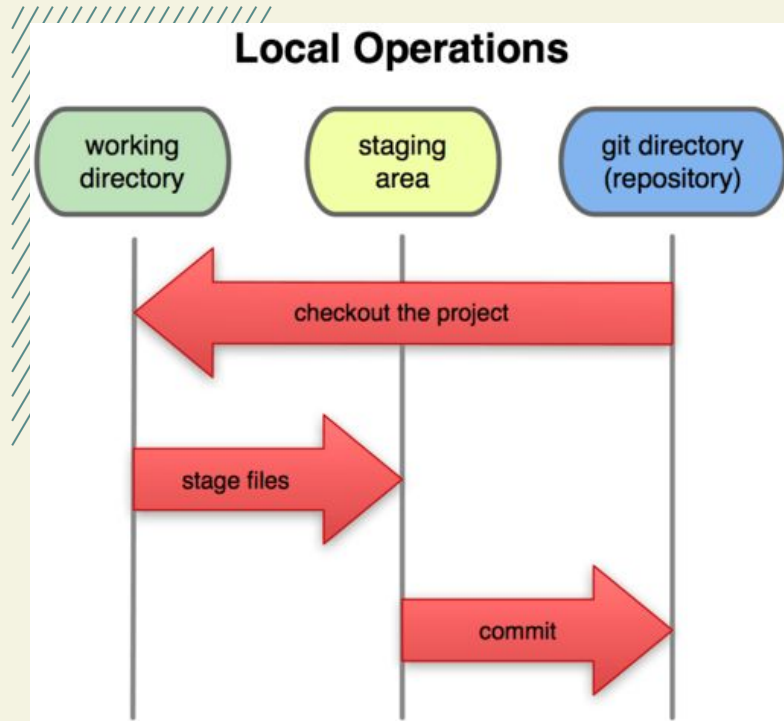 Local Operations
working
directory
staging
area
git directory
(repository)
checkout the project
stage files
commit